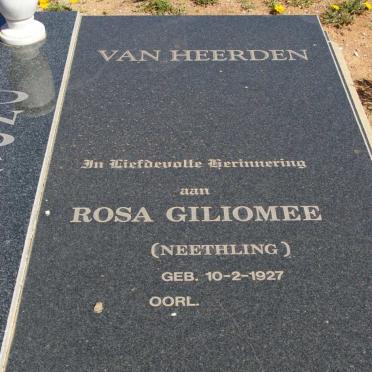 VAN HEERDEN
In Liefdevolle Herinnering
aan
ROSA GILIOMEE
(NEETHLING)
GEB. 10-2-1927
OORL.